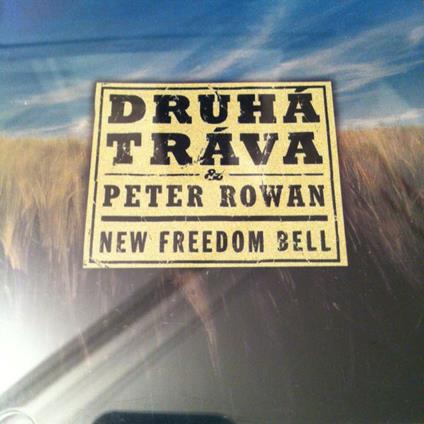 DRUHÁ
TRÁVA
&
PETER ROWAN
NEW FREEDOM BELL